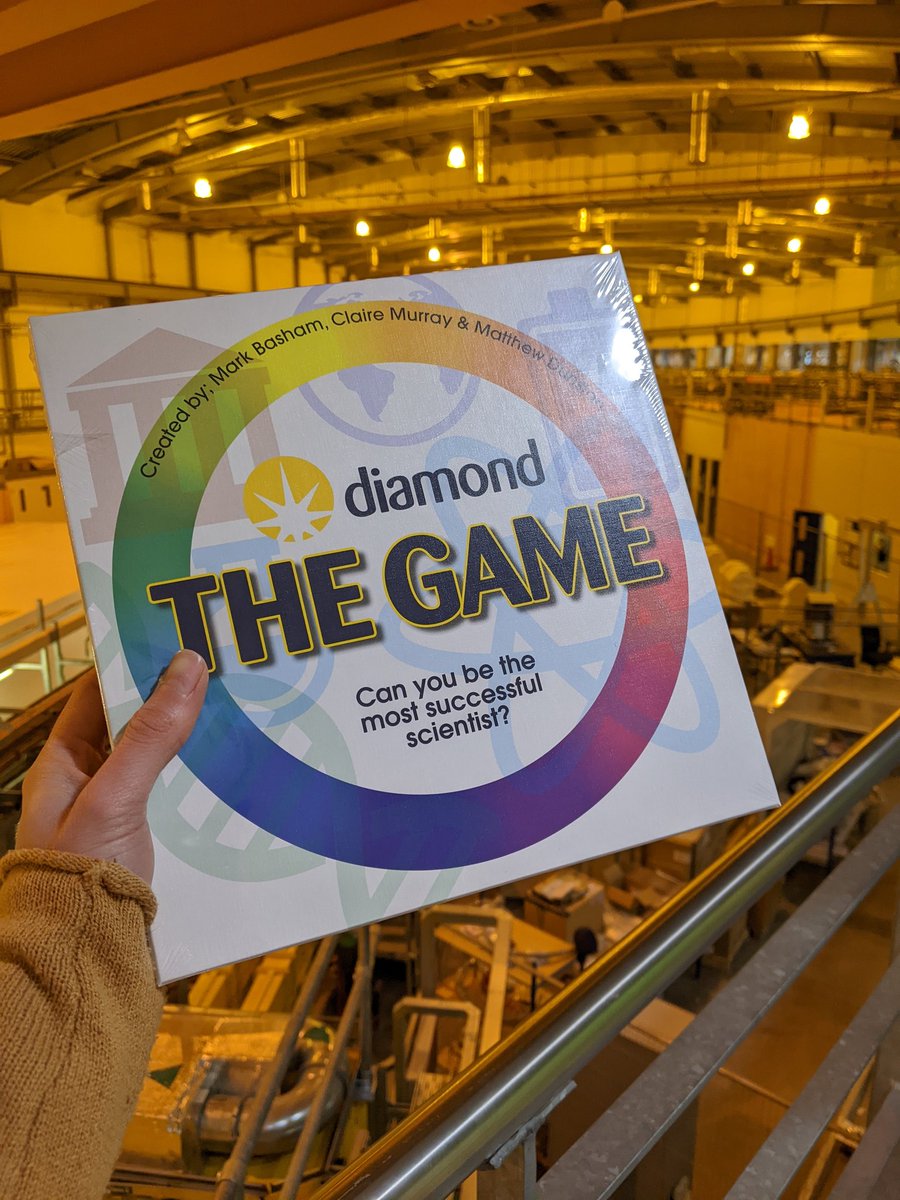 Created by; Mark Basham, Claire Murray & Matthew
diamond
THE GAME
Can you be the
most successful
scientist?